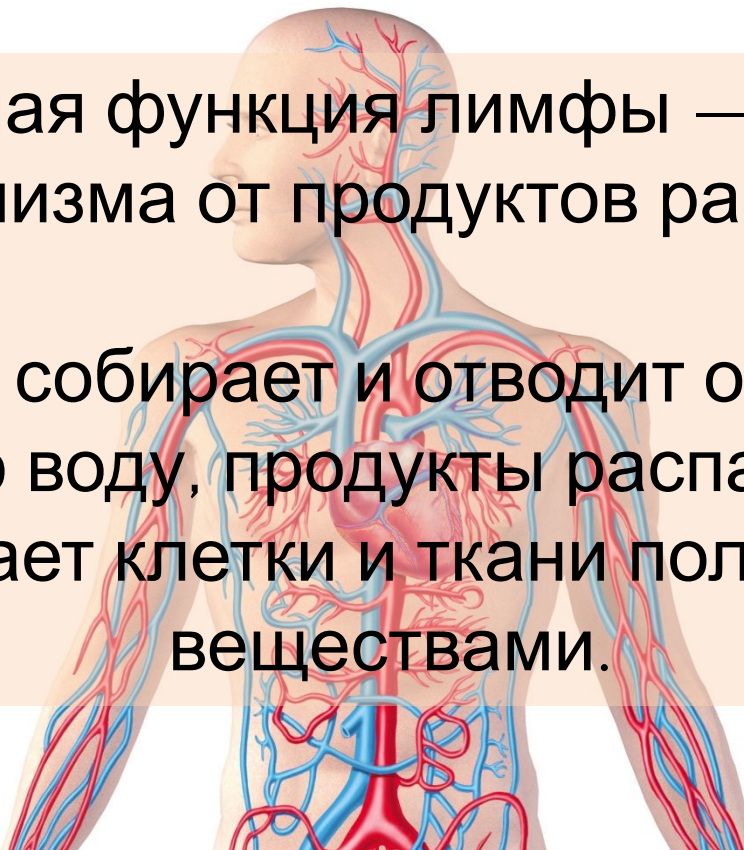 ая функция лимфы —
низма от продуктов ра
собирает и отводит о
воду, продукты распа
ает клетки и ткани пол
веществами.